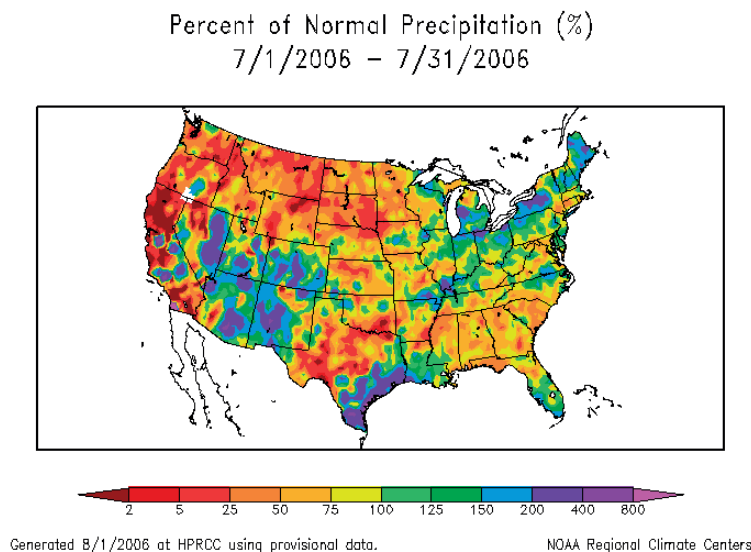 Percent of Normal Precipitation (%)
7/1/2006 – 7/31/2006
2 5 25 50 75 100 125 150 200 400 800
Generated 8/1/2006 at HPRCC using provisional data. NOAA Regional Climate Centers